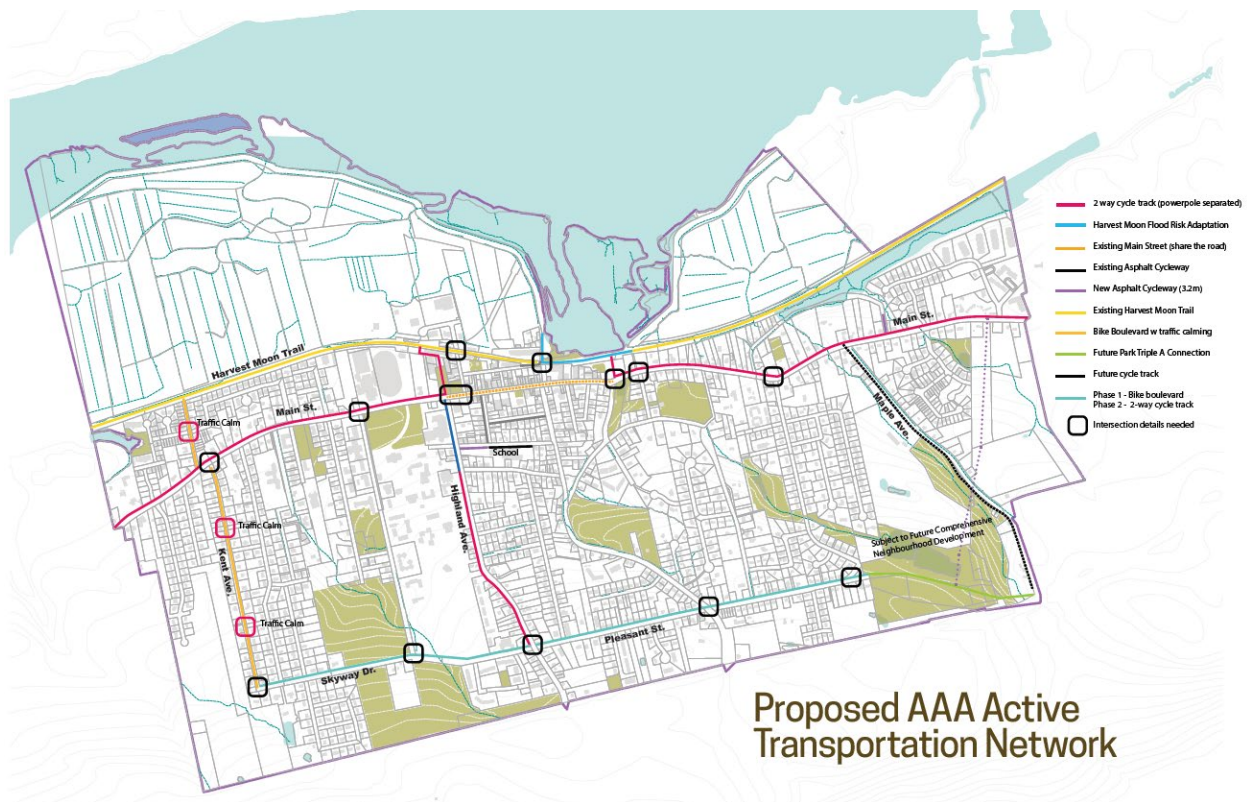 2 way cycle track (powerpole separated)
Harvest Moon Flood Risk Adaptation
Existing Main Street (share the road)
Existing Asphalt Cycleway
New Asphalt Cycleway (3.2m)
Existing Harvest Moon Trail
Bike Boulevard w traffic calming
Future Park Triple A Connection
Future cycle track
Phase 1 - Bike boulevard
Phase 2 - 2-way cycle track
Intersection details needed
Main St.
Harvest Moon Trail
Main St.
Traffic Calm
Maple Ave.
School
Highland Ave.
Traffic Calm
Kent Ave.
Subject to Future Comprehensive
Neighbourhood Development
Traffic Calm
Pleasant St.
Skyway Dr.
Proposed AAA Active
Transportation Network